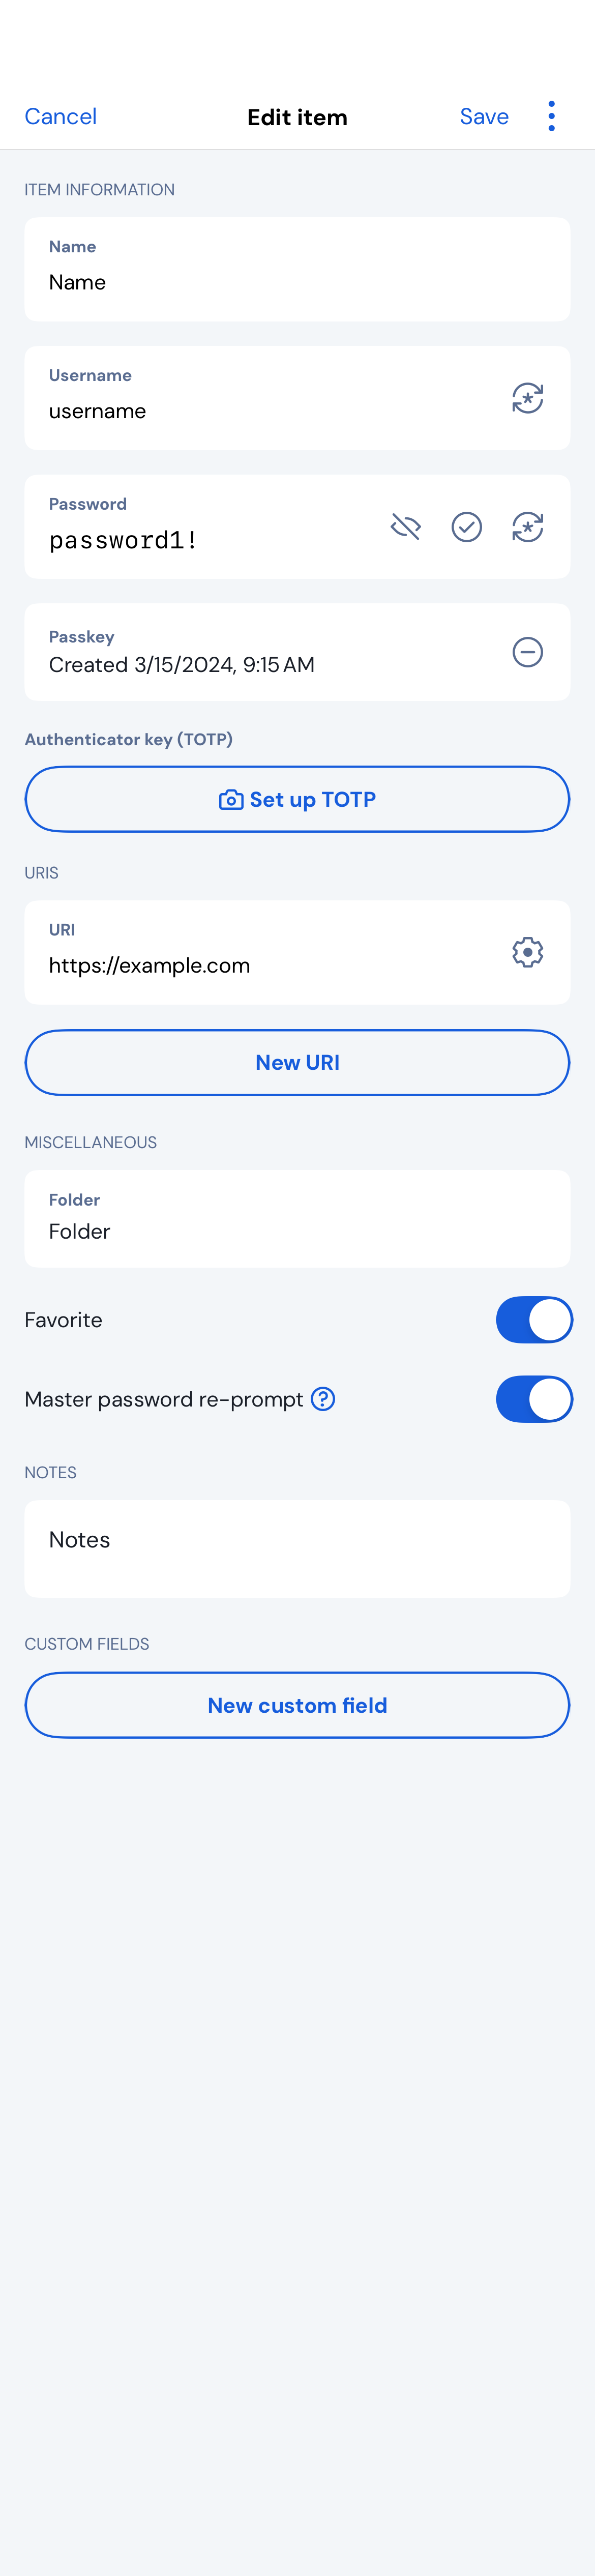 Cancel
Edit item
Save
ITEM INFORMATION
Name
Name
Username
username
Password
password1!
Passkey
Created 3/15/2024, 9:15 AM
Authenticator key (TOTP)
Set up TOTP
URIS
URI
https://example.com
New URI
MISCELLANEOUS
Folder
Folder
Favorite
Master password re-prompt
NOTES
Notes
CUSTOM FIELDS
New custom field